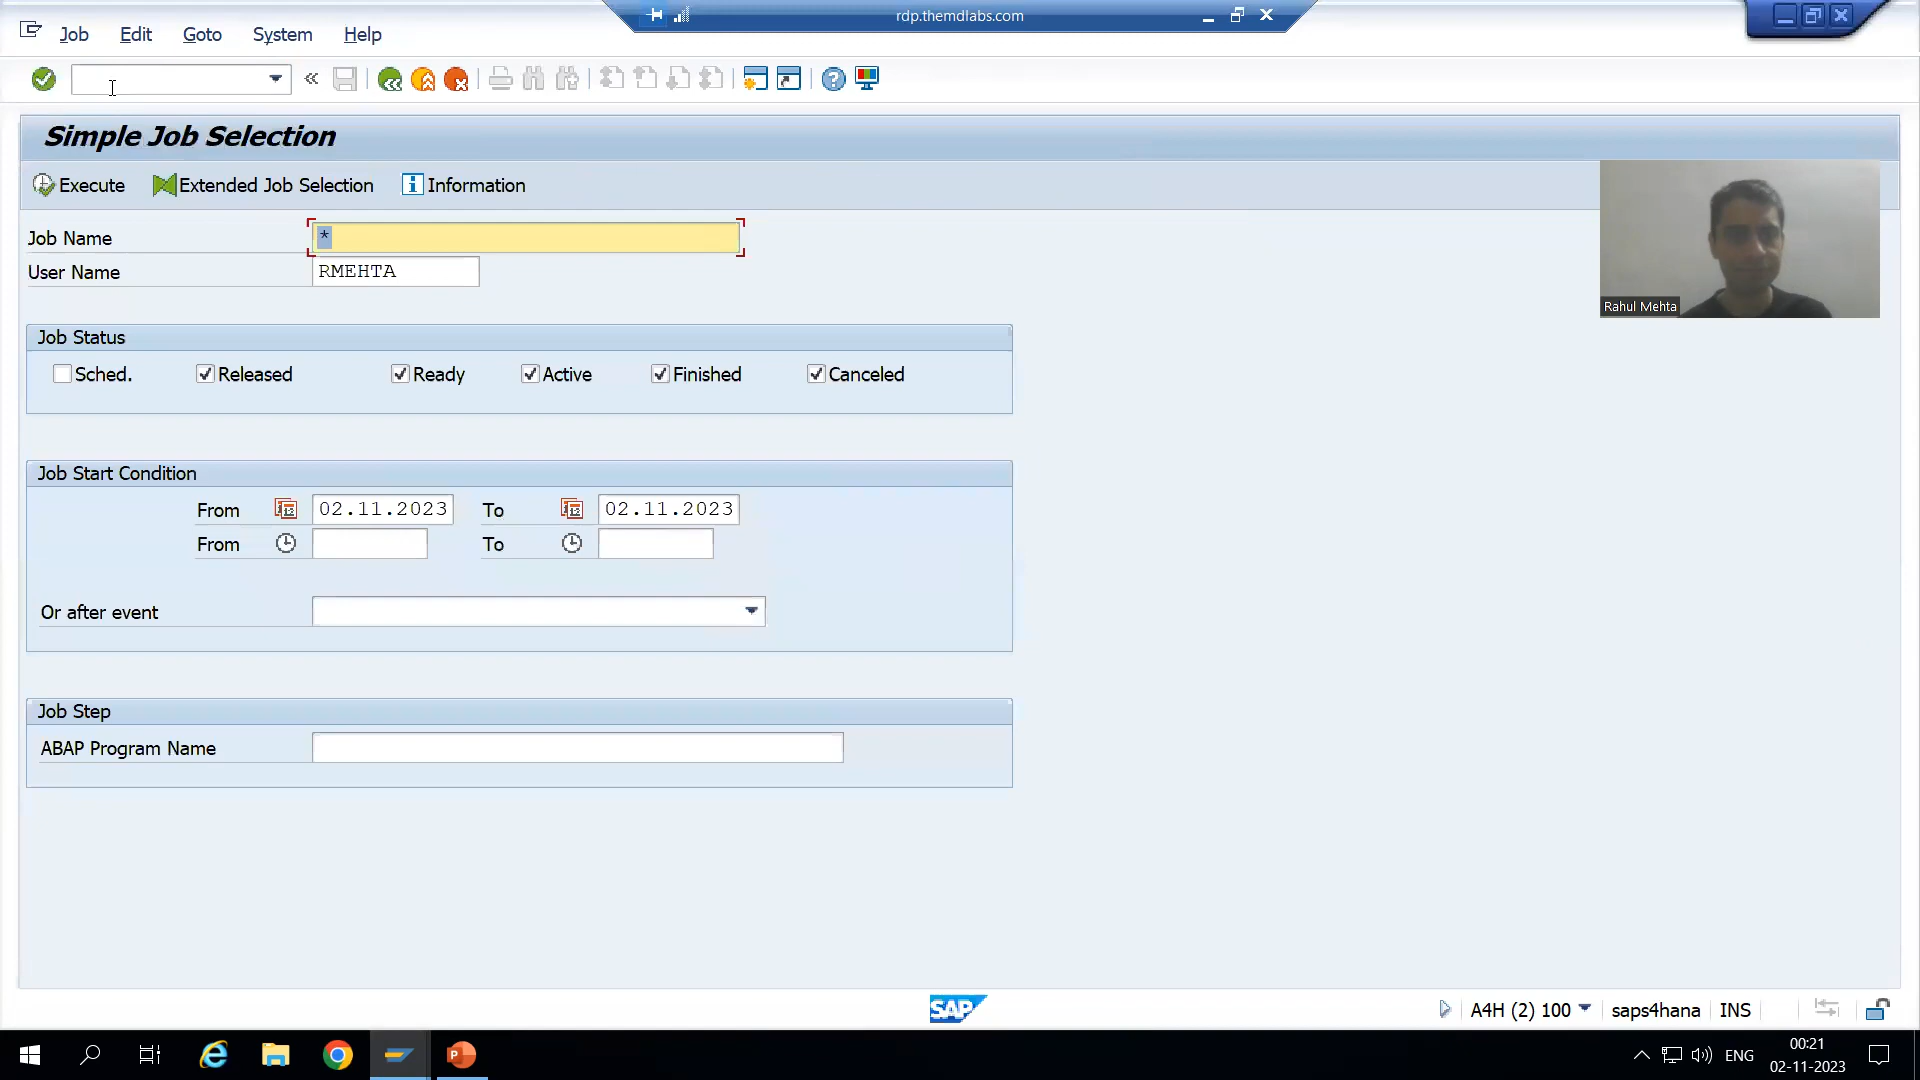 rdp.themdlabs.com
Job Edit Goto System Help
Simple Job Selection
Execute Extended Job Selection Information
Job Name *
User Name RMEHTA
Rahul Mehta
Job Status
Sched. Released Ready Active Finished Canceled
Job Start Condition
From 02.11.2023 To 02.11.2023
From To
Or after event
Job Step
ABAP Program Name
SAP A4H (2) 100 saps4hana INS
ENG 00:21
02-11-2023